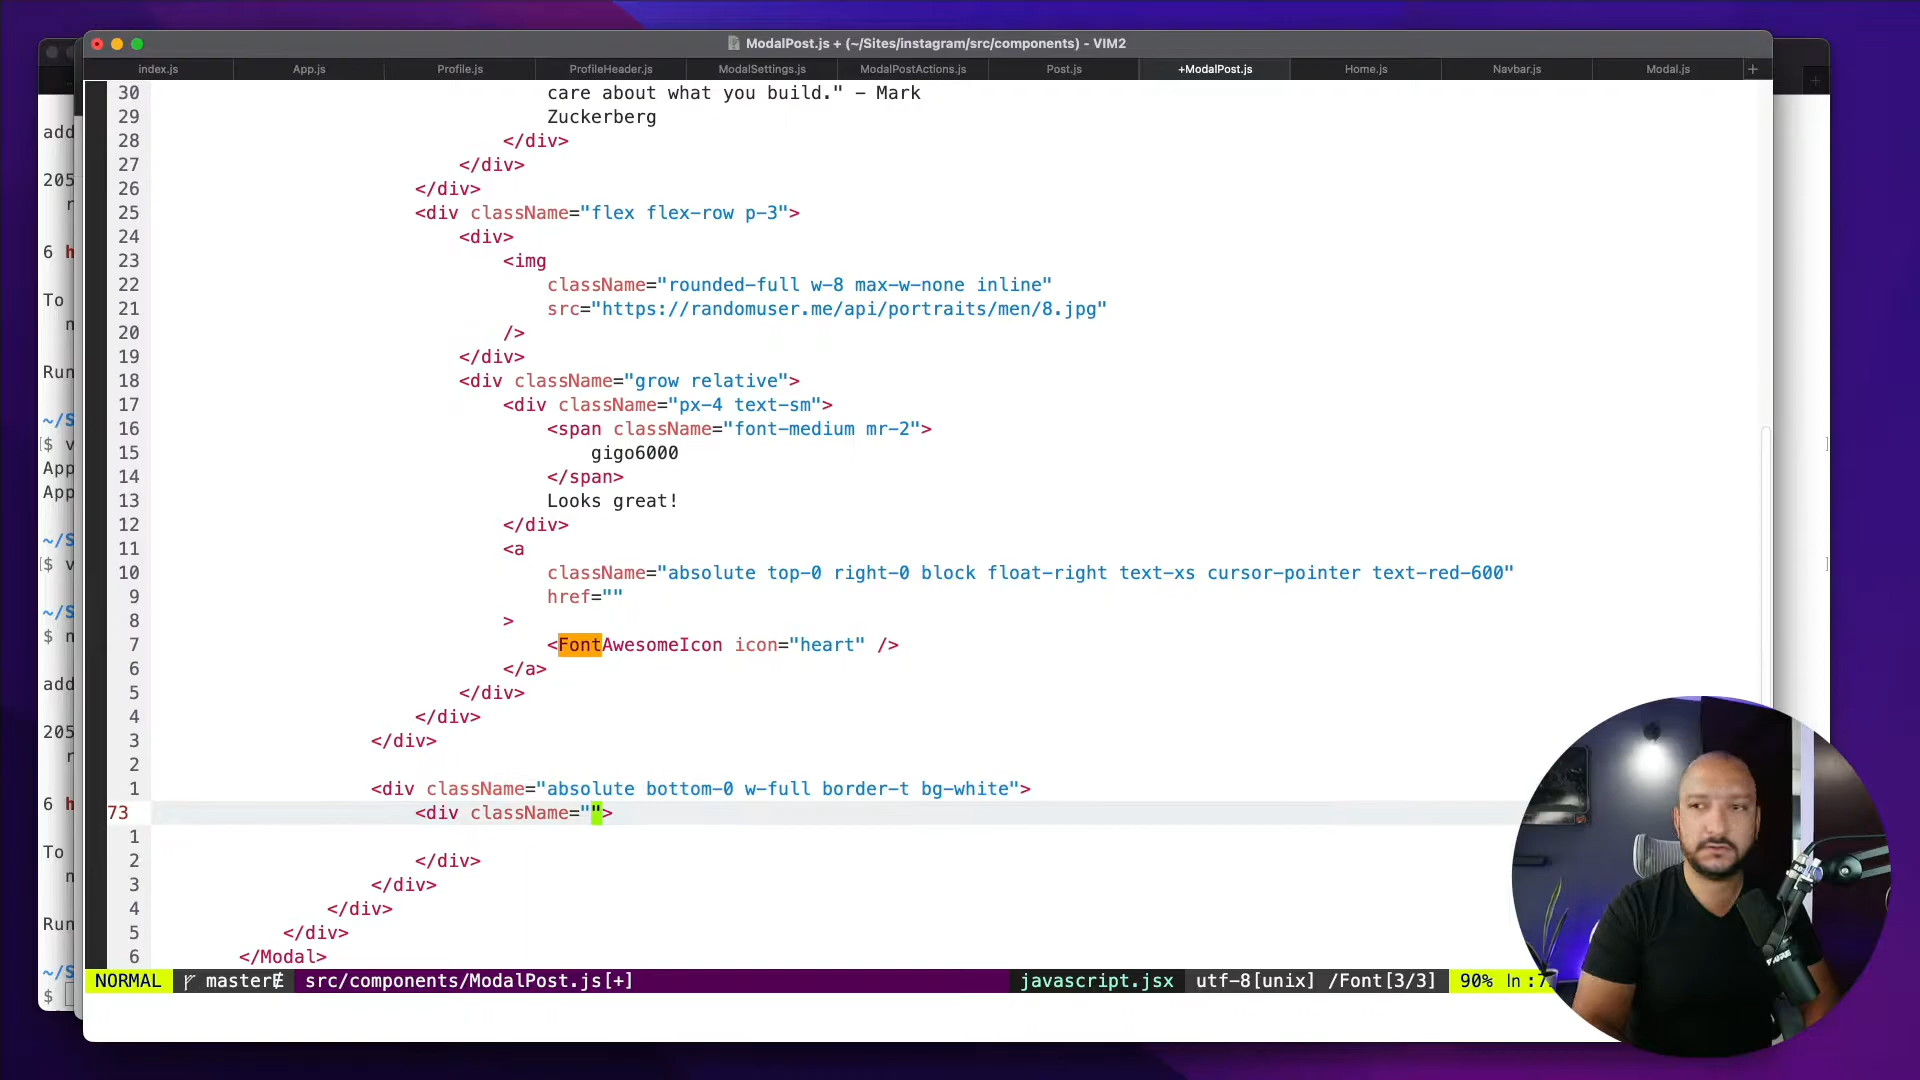 ModalPost.js + (~/Sites/instagram/src/components) - VIM2
index.js
App.js
Profile.js
ProfileHeader.js
ModalSettings.js
ModalPostActions.js
Post.js
+ModalPost.js
Home.js
Navbar.js
Modal.js
+
30 care about what you build." – Mark
29 Zuckerberg
28 </div>
27 </div>
26 </div>
25 <div className="flex flex-row p-3">
24 <div>
23 <img
22 className="rounded-full w-8 max-w-none inline"
21 src="https://randomuser.me/api/portraits/men/8.jpg"
20 />
19 </div>
18 <div className="grow relative">
17 <div className="px-4 text-sm">
16 <span className="font-medium mr-2">
15 gigo6000
14 </span>
13 Looks great!
12 </div>
11 <a
10 className="absolute top-0 right-0 block float-right text-xs cursor-pointer text-red-600"
9 href=""
8 >
7 <FontAwesomeIcon icon="heart" />
6 </a>
5 </div>
4 </div>
3 </div>
2
1 <div className="absolute bottom-0 w-full border-t bg-white">
73 <div className="">
1
2 </div>
3 </div>
4 </div>
5 </div>
6 </Modal>
NORMAL master src/components/ModalPost.js[+] javascript.jsx utf-8[unix] /Font[3/3] 90% ln :7
add
205
r
6 h
To
n
Run
~/S
[$ v
App
App
~/S
[$ v
~/S
$ n
add
205
r
6 h
To
n
Run
~/S
$